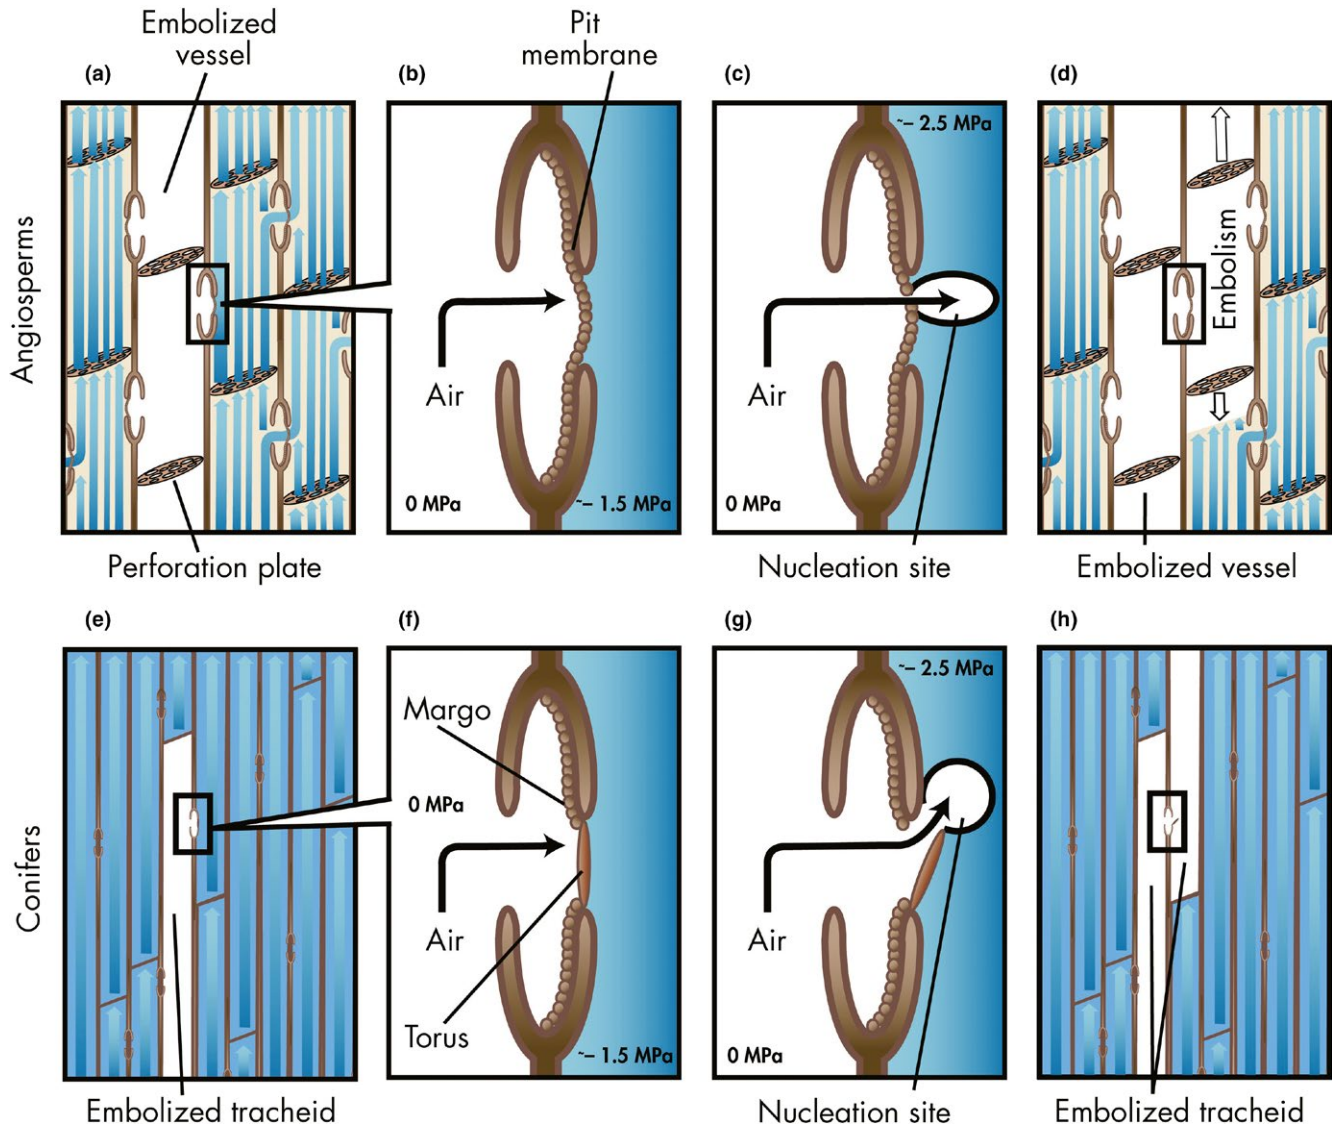 Embolized
vessel
Pit
membrane
(a)
(b)
(c)
(d)
Angiosperms
Air
0 MPa
~– 1.5 MPa
~– 2.5 MPa
Air
0 MPa
Embolism
Perforation plate
Nucleation site
Embolized vessel
(e)
(f)
(g)
(h)
Conifers
Margo
0 MPa
Air
Torus
~– 1.5 MPa
~– 2.5 MPa
Air
0 MPa
Embolized tracheid
Nucleation site
Embolized tracheid